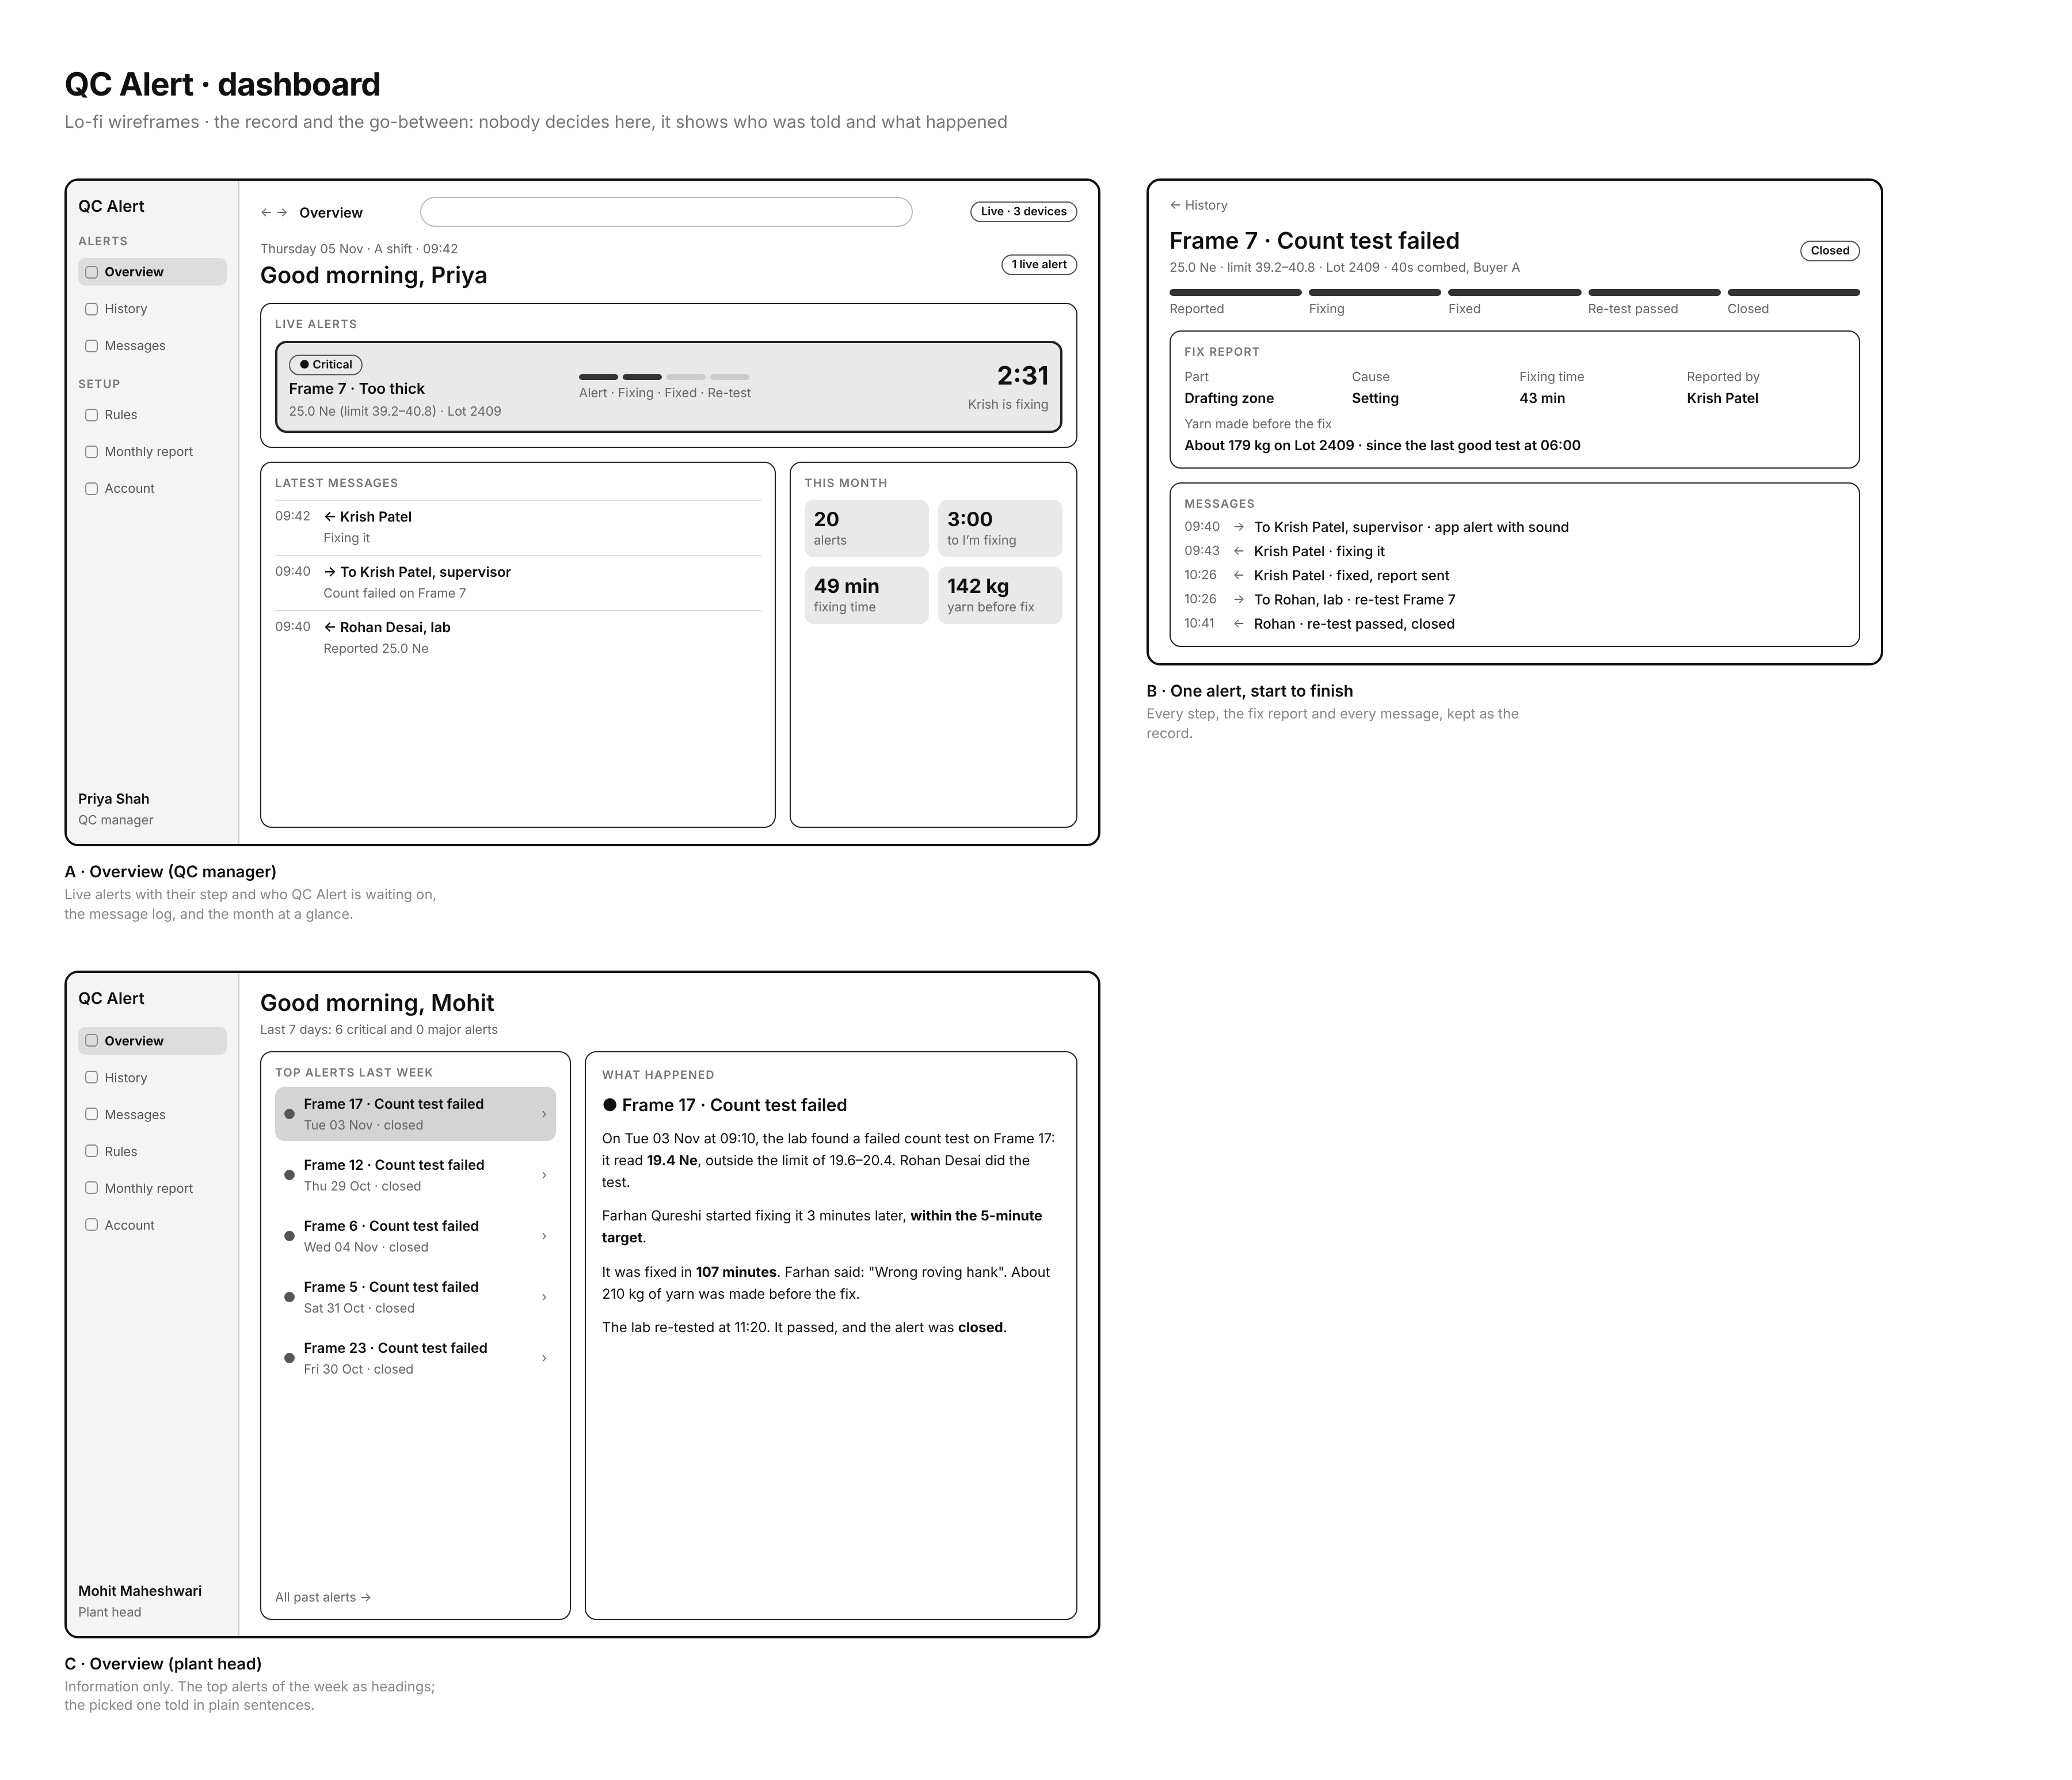 QC Alert · dashboard
Lo-fi wireframes · the record and the go-between: nobody decides here, it shows who was told and what happened
QC Alert
ALERTS
Overview
History
Messages
SETUP
Rules
Monthly report
Account
Priya Shah
QC manager
← → Overview
Live · 3 devices
Thursday 05 Nov · A shift · 09:42
Good morning, Priya
1 live alert
LIVE ALERTS
● Critical
Frame 7 · Too thick
25.0 Ne (limit 39.2–40.8) · Lot 2409
Alert · Fixing · Fixed · Re-test
2:31
Krish is fixing
LATEST MESSAGES
09:42 ← Krish Patel
Fixing it
09:40 → To Krish Patel, supervisor
Count failed on Frame 7
09:40 ← Rohan Desai, lab
Reported 25.0 Ne
THIS MONTH
20
alerts
3:00
to I'm fixing
49 min
fixing time
142 kg
yarn before fix
A · Overview (QC manager)
Live alerts with their step and who QC Alert is waiting on,
the message log, and the month at a glance.
← History
Frame 7 · Count test failed
25.0 Ne · limit 39.2–40.8 · Lot 2409 · 40s combed, Buyer A
Closed
Reported Fixing Fixed Re-test passed Closed
FIX REPORT
Part Cause Fixing time Reported by
Drafting zone Setting 43 min Krish Patel
Yarn made before the fix
About 179 kg on Lot 2409 · since the last good test at 06:00
MESSAGES
09:40 → To Krish Patel, supervisor · app alert with sound
09:43 ← Krish Patel · fixing it
10:26 ← Krish Patel · fixed, report sent
10:26 → To Rohan, lab · re-test Frame 7
10:41 ← Rohan · re-test passed, closed
B · One alert, start to finish
Every step, the fix report and every message, kept as the
record.
QC Alert
Overview
History
Messages
Rules
Monthly report
Account
Mohit Maheshwari
Plant head
Good morning, Mohit
Last 7 days: 6 critical and 0 major alerts
TOP ALERTS LAST WEEK
Frame 17 · Count test failed ›
Tue 03 Nov · closed
Frame 12 · Count test failed ›
Thu 29 Oct · closed
Frame 6 · Count test failed ›
Wed 04 Nov · closed
Frame 5 · Count test failed ›
Sat 31 Oct · closed
Frame 23 · Count test failed ›
Fri 30 Oct · closed
All past alerts →
WHAT HAPPENED
● Frame 17 · Count test failed
On Tue 03 Nov at 09:10, the lab found a failed count test on Frame 17:
it read 19.4 Ne, outside the limit of 19.6–20.4. Rohan Desai did the
test.
Farhan Qureshi started fixing it 3 minutes later, within the 5-minute
target.
It was fixed in 107 minutes. Farhan said: "Wrong roving hank". About
210 kg of yarn was made before the fix.
The lab re-tested at 11:20. It passed, and the alert was closed.
C · Overview (plant head)
Information only. The top alerts of the week as headings;
the picked one told in plain sentences.